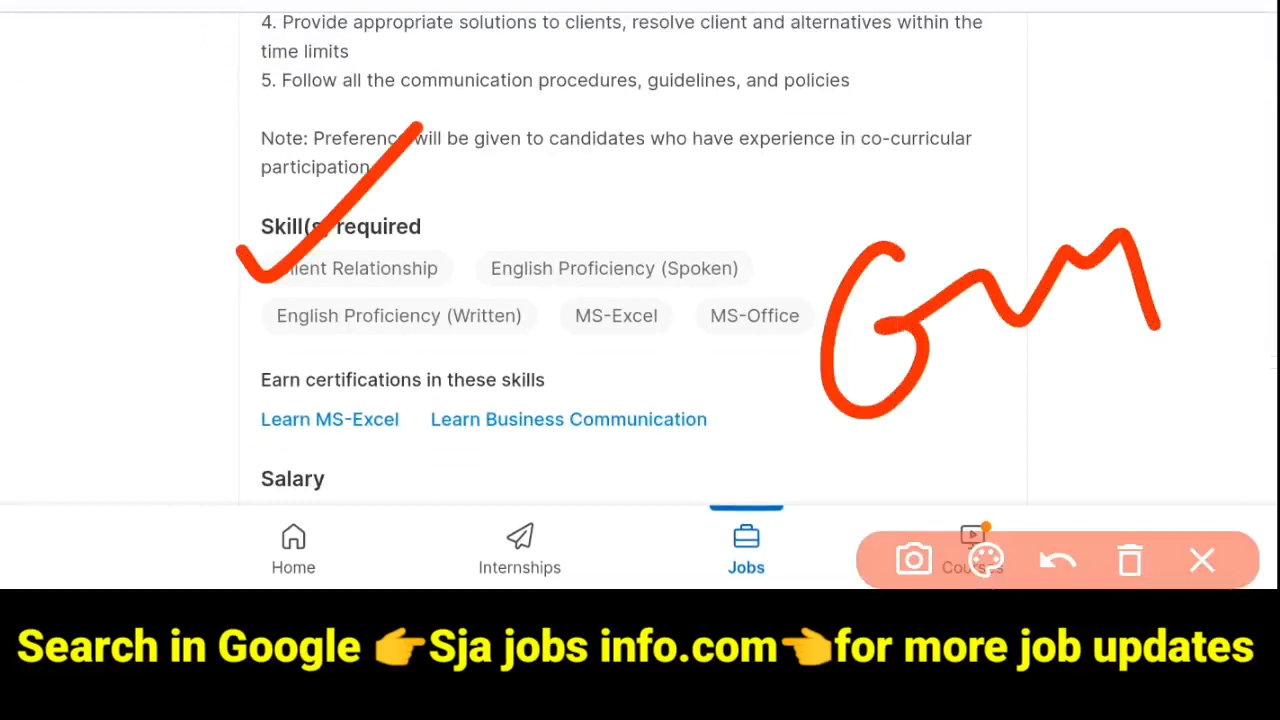 4. Provide appropriate solutions to clients, resolve client and alternatives within the
time limits
5. Follow all the communication procedures, guidelines, and policies
Note: Preference will be given to candidates who have experience in co-curricular
participation
Skill(s) required
Client Relationship
English Proficiency (Spoken)
English Proficiency (Written)
MS-Excel
MS-Office
Earn certifications in these skills
Learn MS-Excel
Learn Business Communication
Salary
Home
Internships
Jobs
Courses
Search in Google 👉Sja jobs info.com👈for more job updates